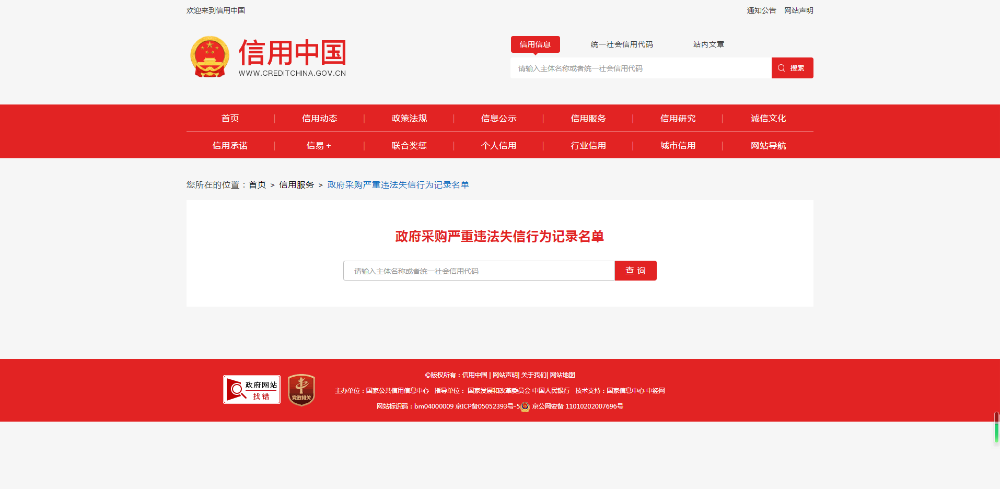 欢迎来到信用中国
通知公告 网站声明
信用中国
WWW.CREDITCHINA.GOV.CN
信用信息 统一社会信用代码 站内文章
请输入主体名称或者统一社会信用代码 搜索
首页 | 信用动态 | 政策法规 | 信息公示 | 信用服务 | 信用研究 | 诚信文化
信用承诺 | 信易 + | 联合奖惩 | 个人信用 | 行业信用 | 城市信用 | 网站导航
您所在的位置：首页 > 信用服务 > 政府采购严重违法失信行为记录名单
政府采购严重违法失信行为记录名单
请输入主体名称或者统一社会信用代码 查 询
政府网站
找错
党政机关
©版权所有：信用中国 | 网站声明| 关于我们| 网站地图
主办单位：国家公共信用信息中心 指导单位： 国家发展和改革委员会 中国人民银行 技术支持：国家信息中心 中经网
网站标识码：bm04000009 京ICP备05052393号-5 京公网安备 11010202007696号